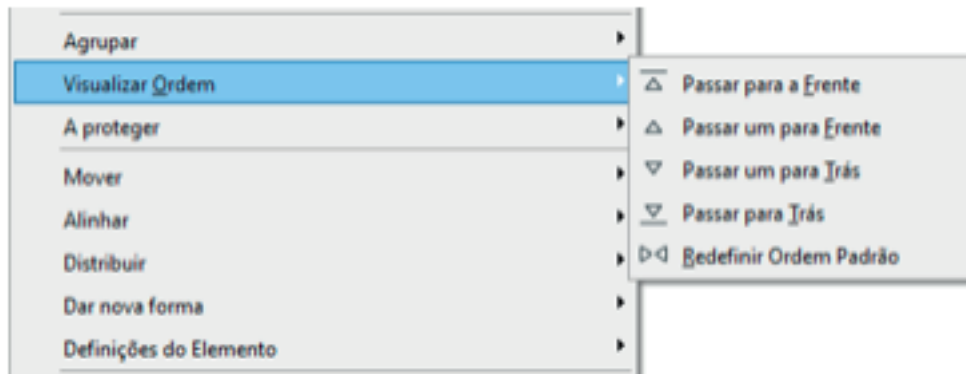 Agrupar
Visualizar Ordem
A proteger
Mover
Alinhar
Distribuir
Dar nova forma
Definições do Elemento
Passar para a Frente
Passar um para Frente
Passar um para Trás
Passar para Trás
Redefinir Ordem Padrão